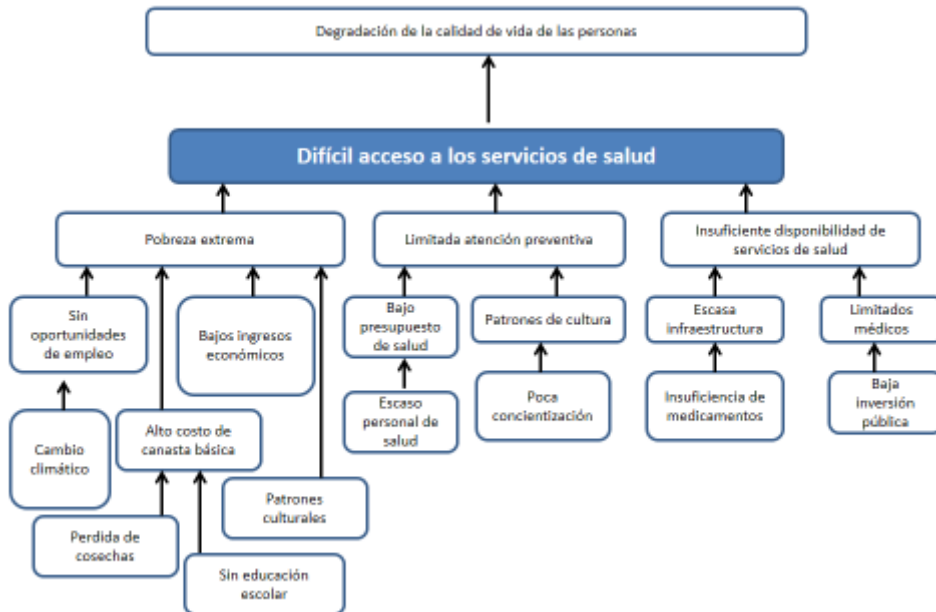 Degradación de la calidad de vida de las personas
Difícil acceso a los servicios de salud
Pobreza extrema
Limitada atención preventiva
Insuficiente disponibilidad de
servicios de salud
Sin
oportunidades
de empleo
Bajos ingresos
económicos
Bajo
presupuesto
de salud
Patrones de cultura
Escasa
infraestructura
Limitados
médicos
Cambio
climático
Alto costo de
canasta básica
Escaso
personal de
salud
Poca
concientización
Insuficiencia de
medicamentos
Baja
inversión
pública
Perdida de
cosechas
Patrones
culturales
Sin educación
escolar